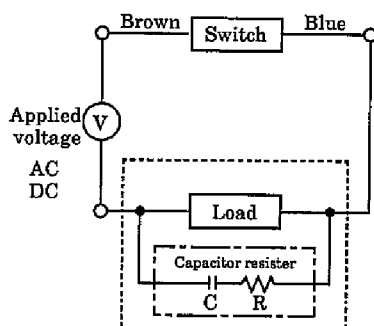 Brown
Switch
Blue
Applied
voltage
V
AC
DC
Load
Capacitor resister
C
R